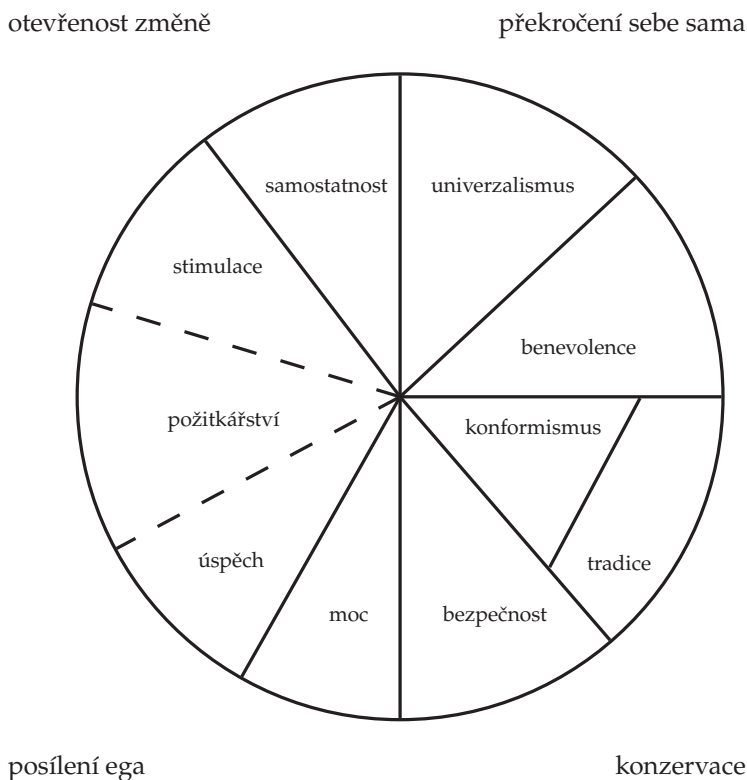 otevřenost změně
překročení sebe sama
samostatnost
univerzalismus
stimulace
benevolence
požitkářství
konformismus
úspěch
tradice
moc
bezpečnost
posílení ega
konzervace